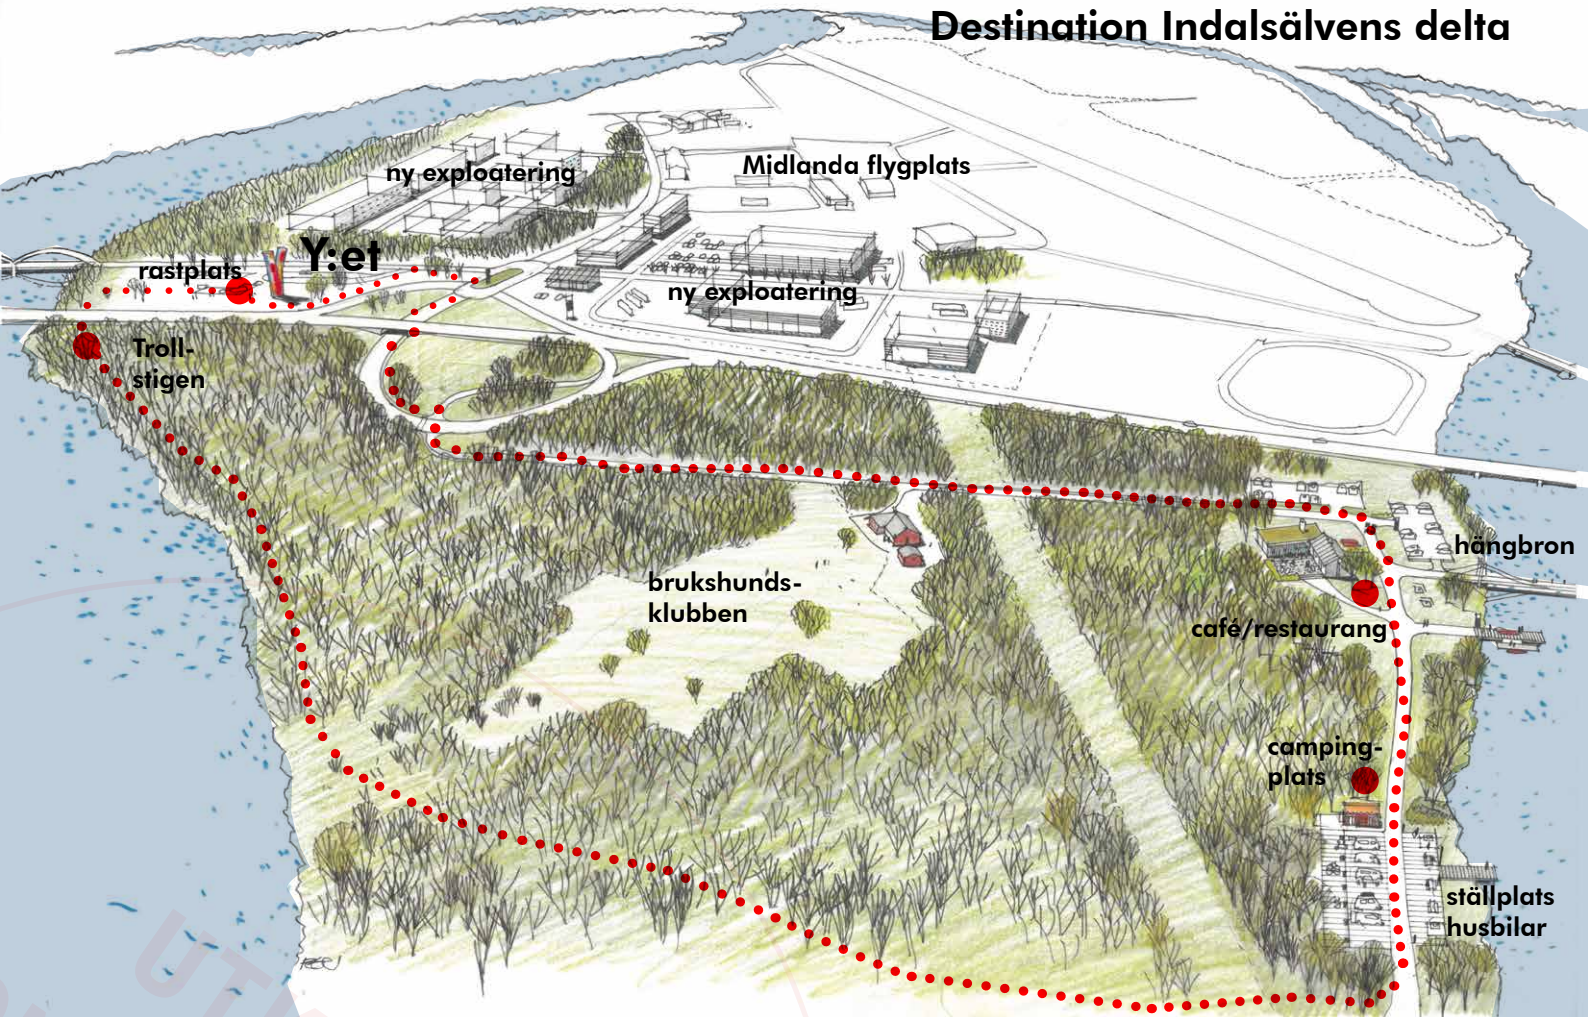 Destination Indalsälvens delta
ny exploatering
Midlanda flygplats
Y:et
rastplats
ny exploatering
Troll-
stigen
hängbron
brukshunds-
klubben
café/restaurang
camping-
plats
ställplats
husbilar